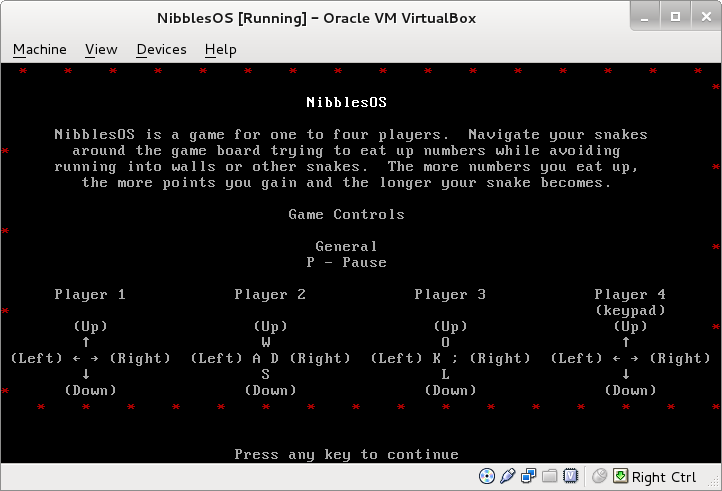 NibblesOS [Running] - Oracle VM VirtualBox
Machine View Devices Help
NibblesOS
NibblesOS is a game for one to four players. Navigate your snakes
around the game board trying to eat up numbers while avoiding
running into walls or other snakes. The more numbers you eat up,
the more points you gain and the longer your snake becomes.
Game Controls
General
P - Pause
Player 1 Player 2 Player 3 Player 4
(keypad)
(Up) (Up) (Up) (Up)
↑ W O ↑
(Left) ← → (Right) (Left) A D (Right) (Left) K ; (Right) (Left) ← → (Right)
↓ S L ↓
(Down) (Down) (Down) (Down)
Press any key to continue
Right Ctrl